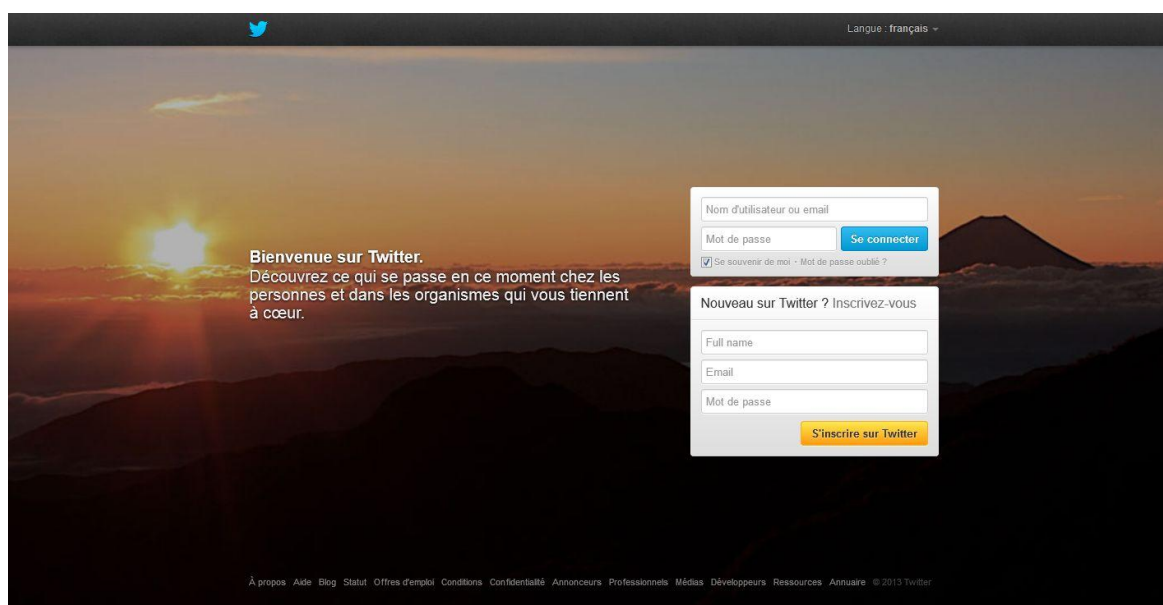 Langue : français
Bienvenue sur Twitter.
Découvrez ce qui se passe en ce moment chez les
personnes et dans les organismes qui vous tiennent
à cœur.
Nom d'utilisateur ou email
Mot de passe
Se connecter
Se souvenir de moi · Mot de passe oublié ?
Nouveau sur Twitter ? Inscrivez-vous
Full name
Email
Mot de passe
S'inscrire sur Twitter
À propos Aide Blog Statut Offres d'emploi Conditions Confidentialité Annonceurs Professionnels Médias Développeurs Ressources Annuaire © 2013 Twitter